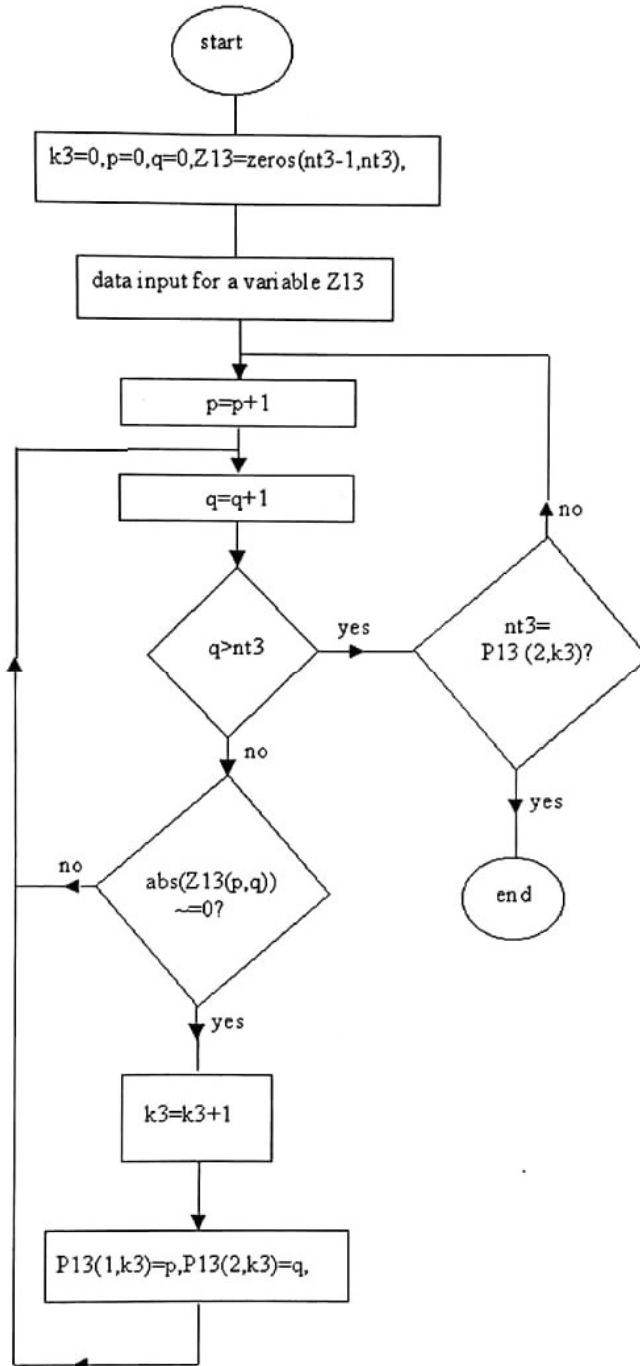 start
k3=0,p=0,q=0,Z13=zeros(nt3-1,nt3),
data input for a variable Z13
p=p+1
q=q+1
no
q>nt3
yes
nt3=
P13 (2,k3)?
no
yes
no
abs(Z13(p,q))
~=0?
end
yes
k3=k3+1
P13(1,k3)=p,P13(2,k3)=q,